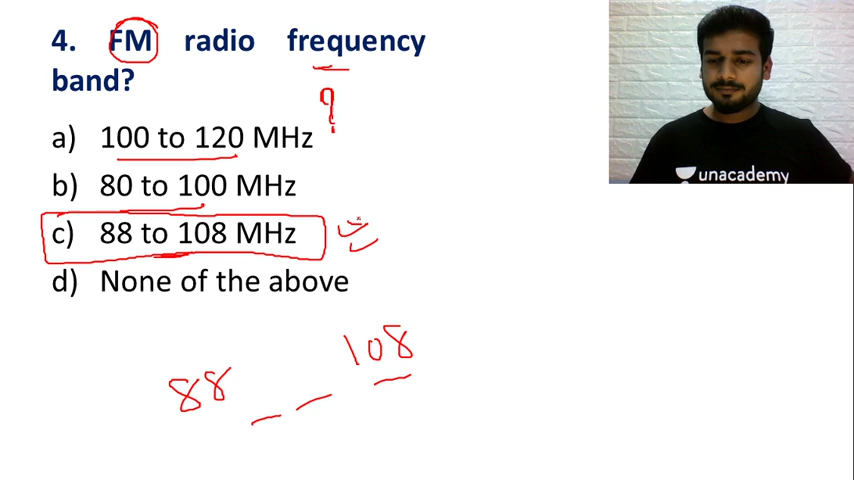 4. FM radio frequency
band?
?
a) 100 to 120 MHz
b) 80 to 100 MHz
c) 88 to 108 MHz
d) None of the above
108
88
unacademy